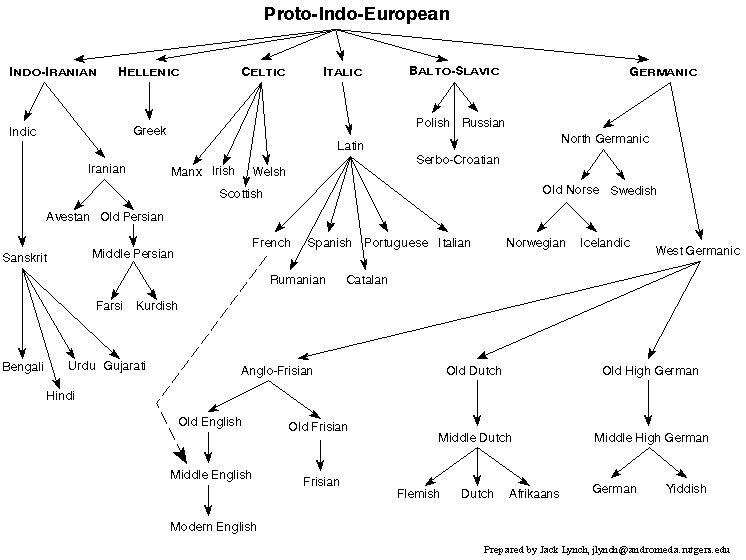 Proto-Indo-European
INDO-IRANIAN HELLENIC CELTIC ITALIC BALTO-SLAVIC GERMANIC
Polish Russian
Indic Greek North Germanic
Latin
Serbo-Croatian
Iranian Manx Irish Welsh
Scottish Old Norse Swedish
Avestan Old Persian
French Spanish Portuguese Italian Norwegian Icelandic
Sanskrit Middle Persian West Germanic
Rumanian Catalan
Farsi Kurdish
Bengali Urdu Gujarati Anglo-Frisian Old Dutch Old High German
Hindi
Old English Old Frisian
Middle Dutch Middle High German
Middle English Frisian
Flemish Dutch Afrikaans German Yiddish
Modern English
Prepared by Jack Lynch, jlynch@andromeda.rutgers.edu